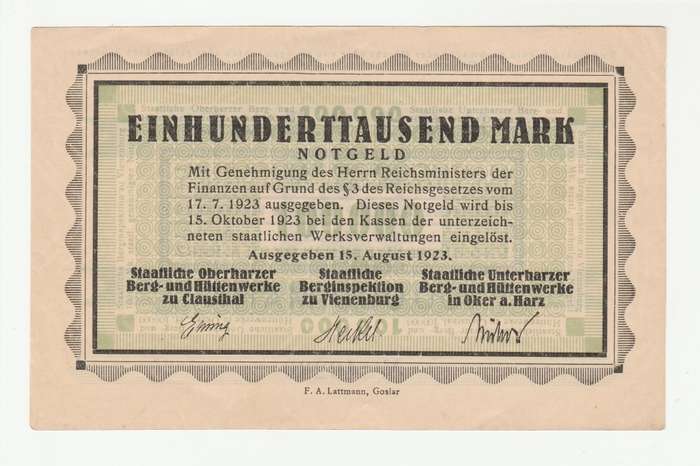 EINHUNDERTTAUSEND MARK
NOTGELD
Mit Genehmigung des Herrn Reichsministers der
Finanzen auf Grund des § 3 des Reichsgesetzes vom
17. 7. 1923 ausgegeben. Dieses Notgeld wird bis
15. Oktober 1923 bei den Kassen der unterzeich-
neten staatlichen Werksverwaltungen eingelöst.
Ausgegeben 15. August 1923.
Staatliche Oberharzer
Berg- und Hüttenwerke
zu Clausthal
Staatliche
Berginspektion
zu Vienenburg
Staatliche Unterharzer
Berg- und Hüttenwerke
in Oker a. Harz
F. A. Lattmann, Goslar